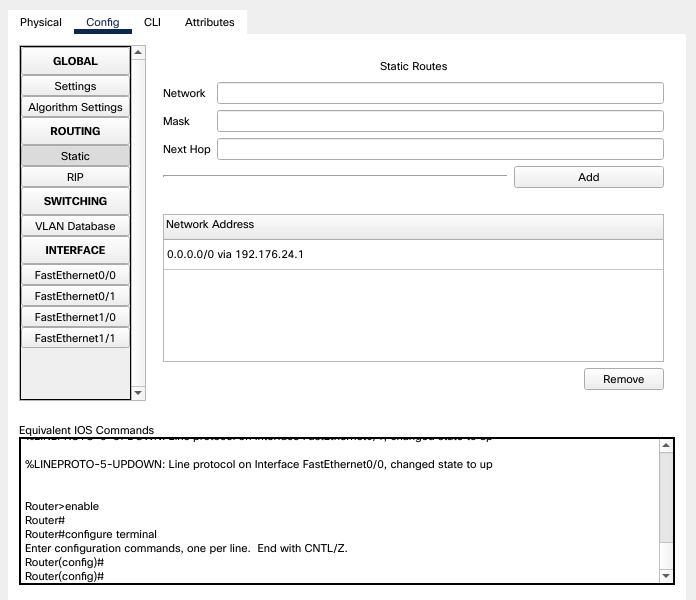 Physical Config CLI Attributes
GLOBAL
Settings
Algorithm Settings
ROUTING
Static
RIP
SWITCHING
VLAN Database
INTERFACE
FastEthernet0/0
FastEthernet0/1
FastEthernet1/0
FastEthernet1/1
Static Routes
Network
Mask
Next Hop
Add
Network Address
0.0.0.0/0 via 192.176.24.1
Remove
Equivalent IOS Commands
%LINEPROTO-5-UPDOWN: Line protocol on Interface FastEthernet0/0, changed state to up
Router>enable
Router#
Router#configure terminal
Enter configuration commands, one per line.  End with CNTL/Z.
Router(config)#
Router(config)#